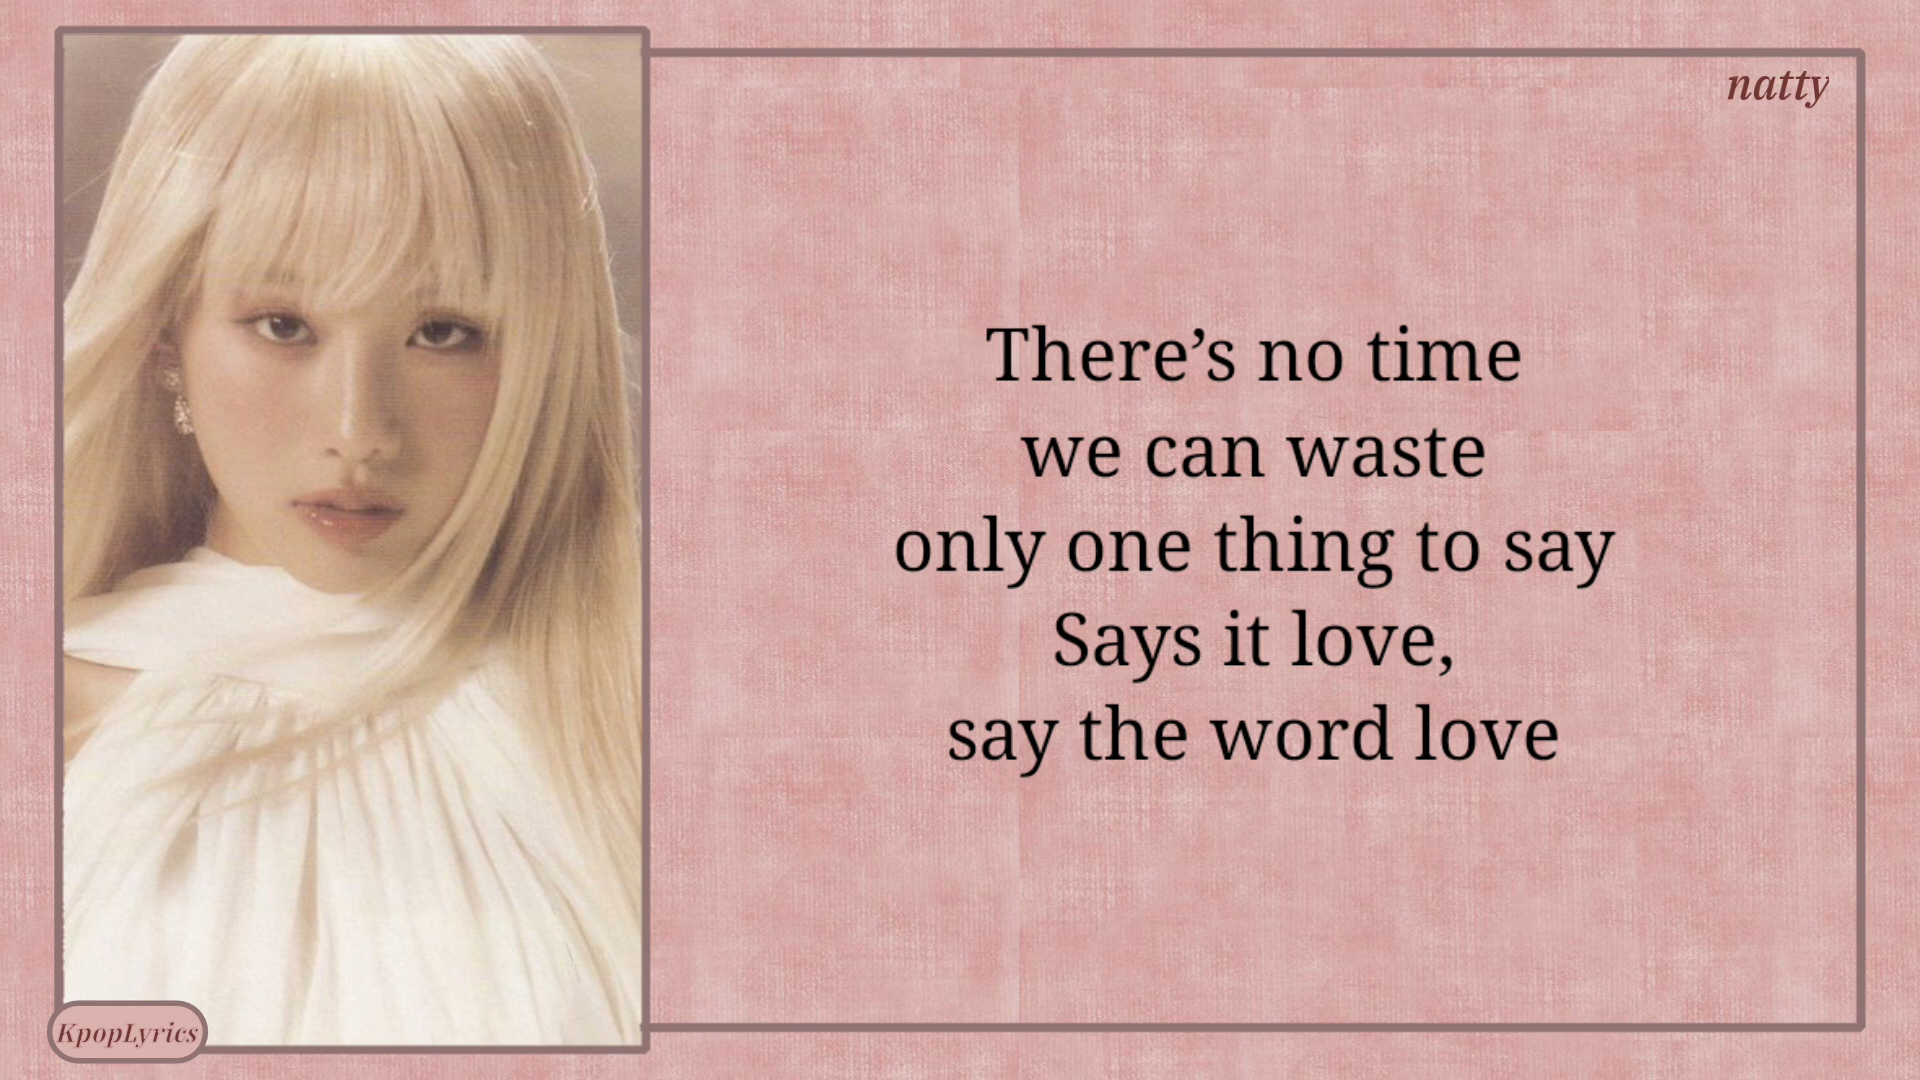 natty
There’s no time
we can waste
only one thing to say
Says it love,
say the word love
KpopLyrics